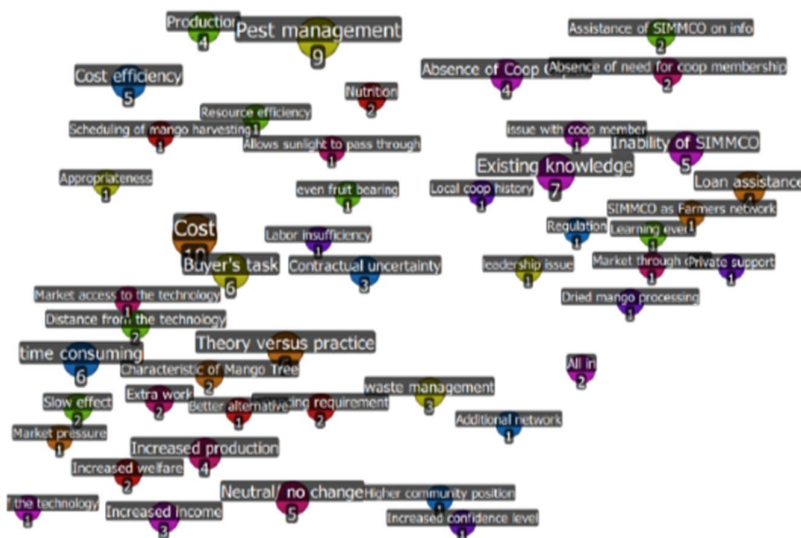 Production
4
Pest management
9
Cost efficiency
5
Nutrition
2
Resource efficiency
1
Scheduling of mango harvesting
1
Allows sunlight to pass through
1
Appropriateness
1
even fruit bearing
1
Cost
Labor insufficiency
1
Buyer's task
6
Contractual uncertainty
3
Market access to the technology
1
Distance from the technology
2
time consuming
6
Theory versus practice
Characteristic of Mango Tree
2
Slow effect
2
Extra work
2
Better alternative
1
requirement
2
Market pressure
1
Increased production
4
Increased welfare
2
the technology
1
Increased income
3
Neutral/ no change
5
Assistance of SIMMCO on info
2
Absence of Coop
4
Absence of need for coop membership
2
issue with coop member
1
Inability of SIMMCO
5
Existing knowledge
7
Local coop history
1
Loan assistance
SIMMCO as Farmers network
1
Regulation
1
Learning
1
leadership issue
1
Market through
1
Private support
1
Dried mango processing
1
All in
2
waste management
3
Additional network
1
Higher community position
1
Increased confidence level
1